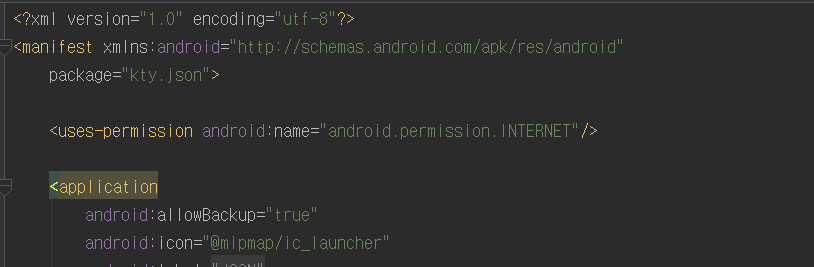 <?xml version="1.0" encoding="utf-8"?>
<manifest xmlns:android="http://schemas.android.com/apk/res/android"
package="kty.json">
<uses-permission android:name="android.permission.INTERNET"/>
<application
android:allowBackup="true"
android:icon="@mipmap/ic_launcher"